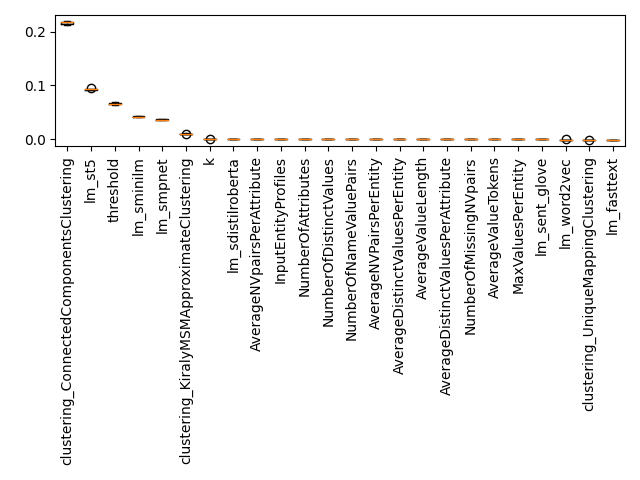 0.2
0.1
0.0
clustering_ConnectedComponentsClustering
lm_st5
threshold
lm_sminilm
lm_smpnet
clustering_KiralyMSMApproximateClustering
k
lm_sdistilroberta
AverageNVpairsPerAttribute
InputEntityProfiles
NumberOfAttributes
NumberOfDistinctValues
NumberOfNameValuePairs
AverageNVPairsPerEntity
AverageDistinctValuesPerEntity
AverageValueLength
AverageDistinctValuesPerAttribute
NumberOfMissingNVpairs
AverageValueTokens
MaxValuesPerEntity
lm_sent_glove
lm_word2vec
clustering_UniqueMappingClustering
lm_fasttext